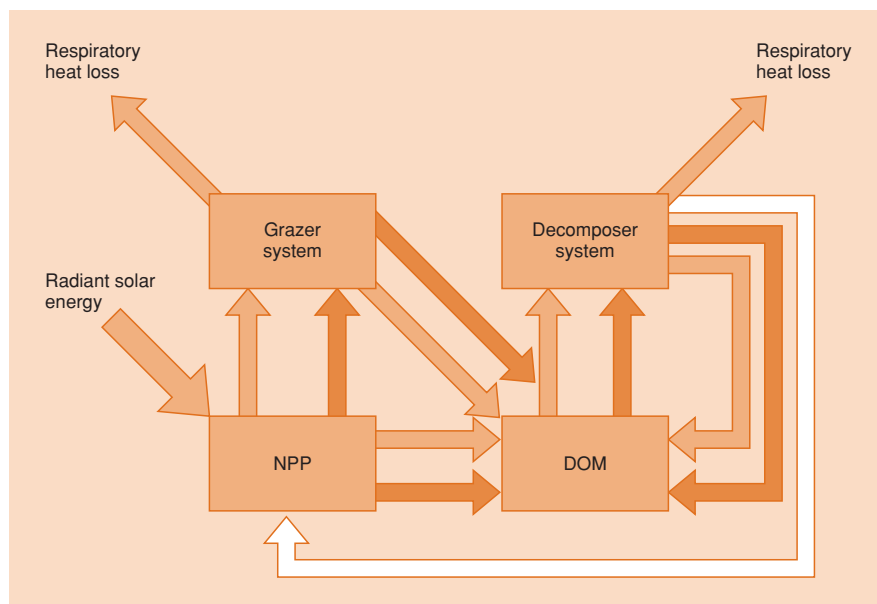 Respiratory
heat loss
Respiratory
heat loss
Grazer
system
Decomposer
system
Radiant solar
energy
NPP
DOM